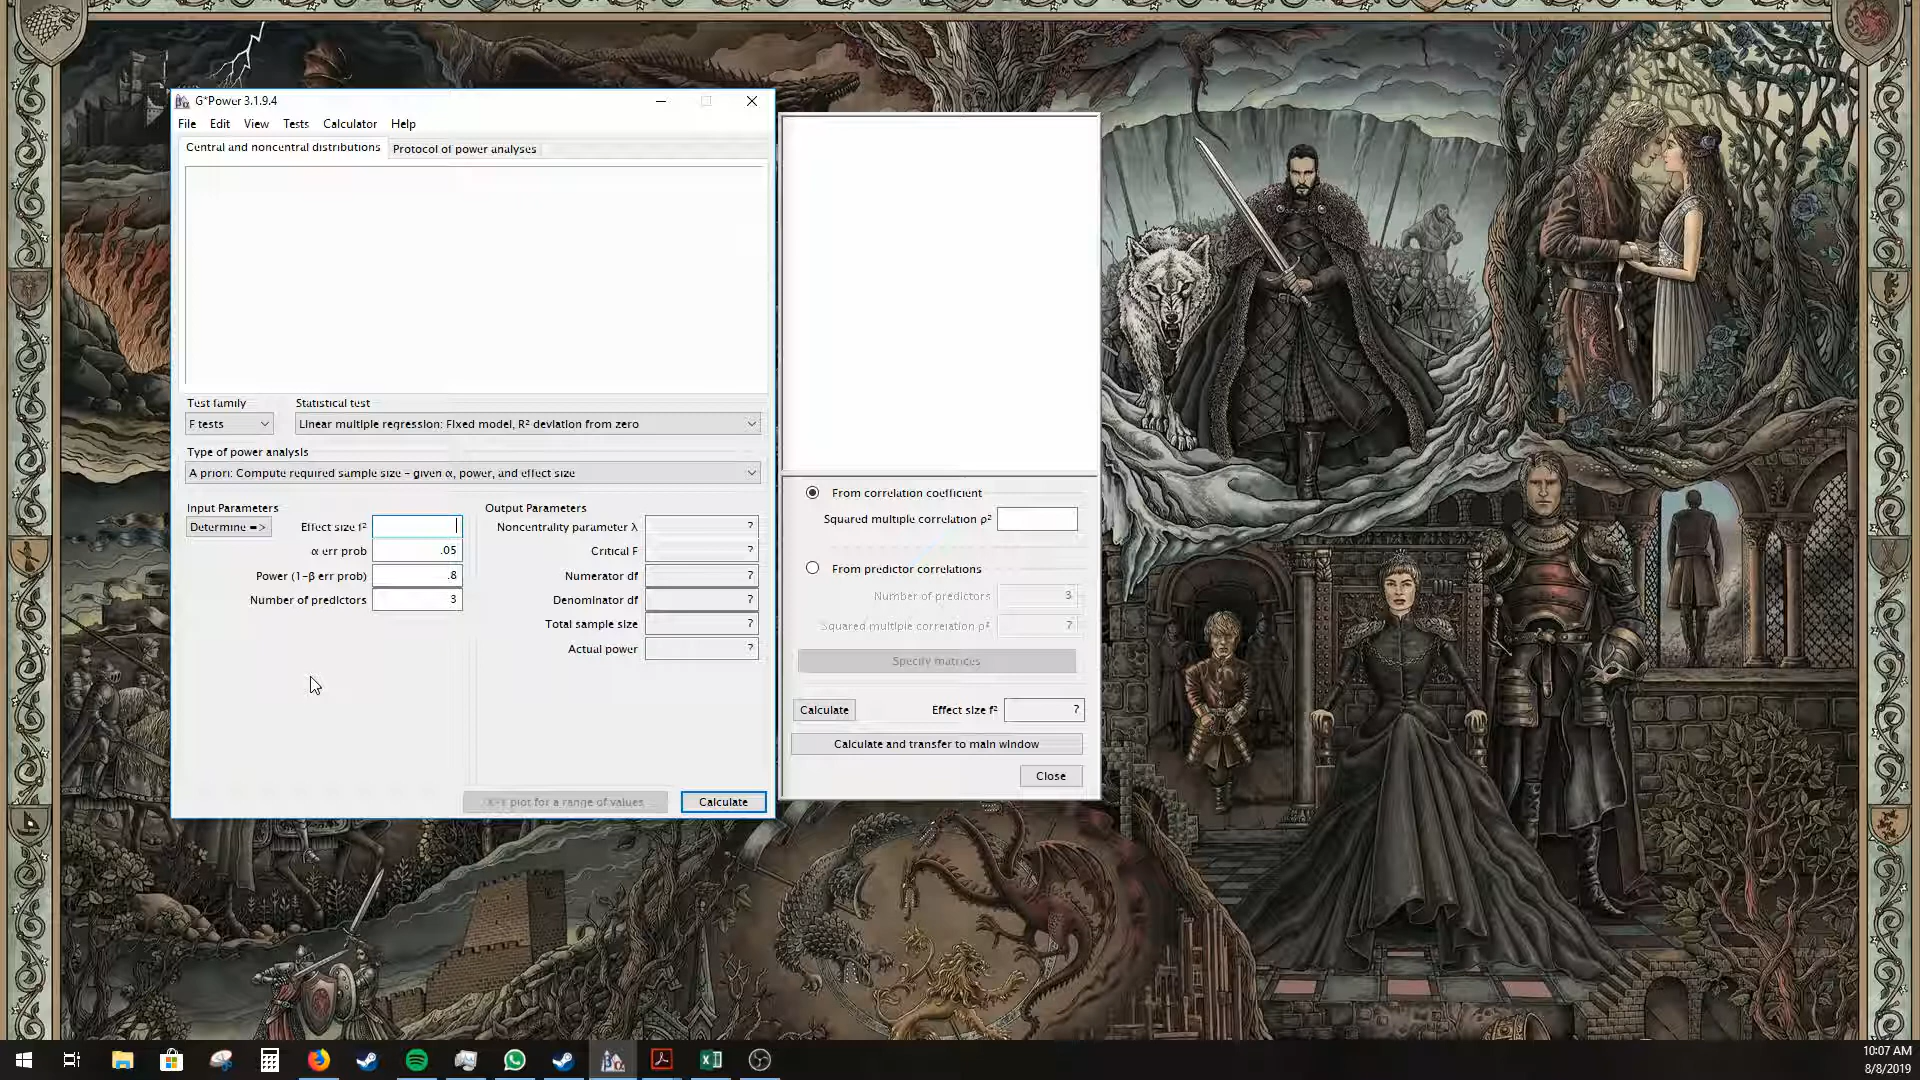 G*Power 3.1.9.4
File Edit View Tests Calculator Help
Central and noncentral distributions Protocol of power analyses
Test family Statistical test
F tests Linear multiple regression: Fixed model, R² deviation from zero
Type of power analysis
A priori: Compute required sample size – given α, power, and effect size
Input Parameters Output Parameters
Determine => Effect size f² Noncentrality parameter λ ?
α err prob .05 Critical F ?
Power (1-β err prob) .8 Numerator df ?
Number of predictors 3 Denominator df ?
Total sample size ?
Actual power ?
X-Y plot for a range of values Calculate
From correlation coefficient
Squared multiple correlation ρ²
From predictor correlations
Number of predictors 3
Squared multiple correlation ρ² ?
Specify matrices
Calculate Effect size f² ?
Calculate and transfer to main window
Close
10:07 AM
8/8/2019